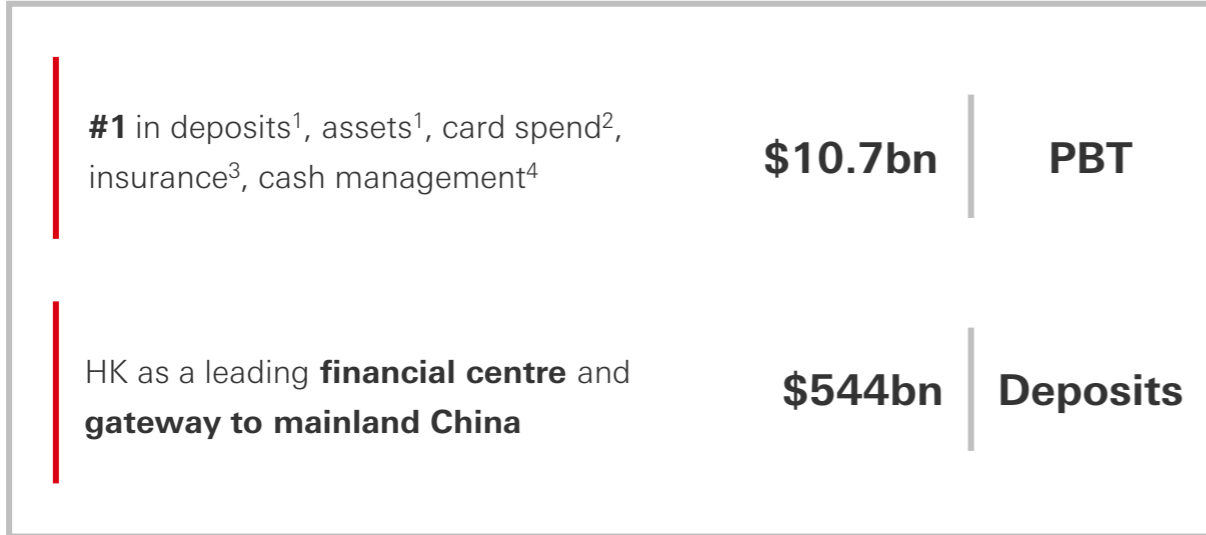 #1 in deposits¹, assets¹, card spend²,
insurance³, cash management⁴
$10.7bn
PBT
HK as a leading financial centre and
gateway to mainland China
$544bn
Deposits